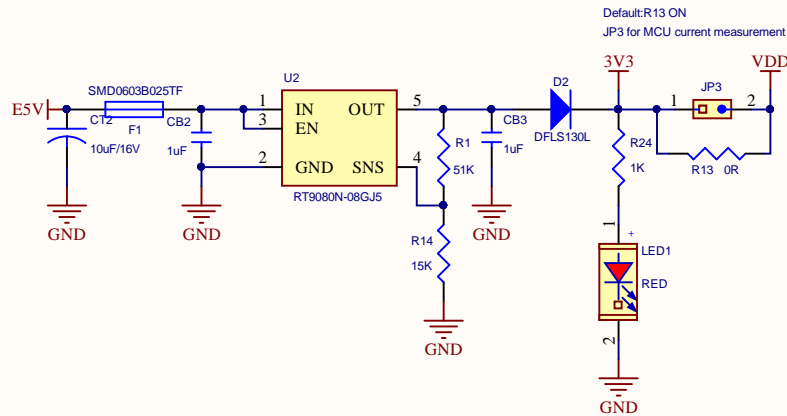 Default:R13 ON
JP3 for MCU current measurement
3V3
VDD
U2
D2
JP3
SMD0603B025TF
E5V
F1
CT2
10uF/16V
CB2
1uF
1
3
2
IN
EN
GND
OUT
SNS
5
4
RT9080N-08GJ5
R1
51K
CB3
1uF
DFLS130L
1
2
R24
1K
R13 0R
R14
15K
GND
GND
GND
GND
1
+
LED1
RED
2
GND